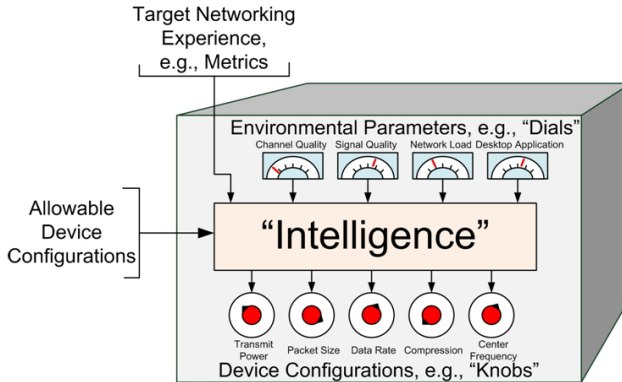 Target Networking
Experience,
e.g., Metrics
Environmental Parameters, e.g., “Dials”
Channel Quality
Signal Quality
Network Load
Desktop Application
Allowable
Device
Configurations
“Intelligence”
Transmit
Power
Packet Size
Data Rate
Compression
Center
Frequency
Device Configurations, e.g., “Knobs”